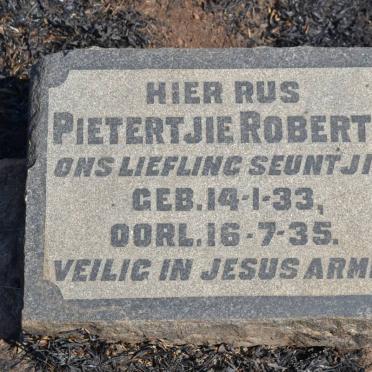 HIER RUS
PIETERTJIE ROBERT
ONS LIEFLING SEUNTJI
GEB. 14-1-33,
OORL. 16-7-35.
VEILIG IN JESUS ARM